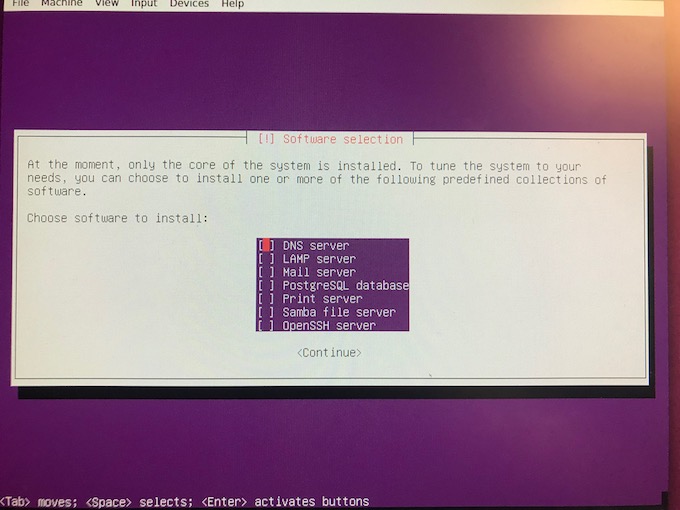 File Machine View Input Devices Help
[!] Software selection
At the moment, only the core of the system is installed. To tune the system to your
needs, you can choose to install one or more of the following predefined collections of
software.
Choose software to install:
[ ] DNS server
[ ] LAMP server
[ ] Mail server
[ ] PostgreSQL database
[ ] Print server
[ ] Samba file server
[ ] OpenSSH server
<Continue>
<Tab> moves; <Space> selects; <Enter> activates buttons